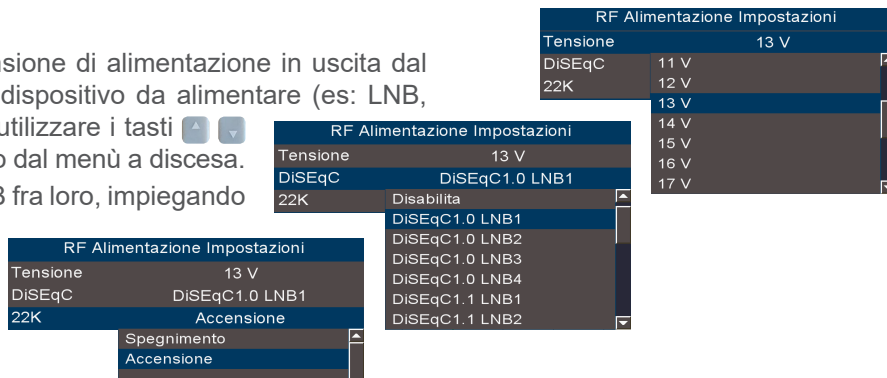 nsione di alimentazione in uscita dal
dispositivo da alimentare (es: LNB,
utilizzare i tasti
o dal menù a discesa.
fra loro, impiegando
RF Alimentazione Impostazioni
Tensione 13 V
DiSEqC
22K
11 V
12 V
13 V
14 V
15 V
16 V
17 V
RF Alimentazione Impostazioni
Tensione 13 V
DiSEqC DiSEqC1.0 LNB1
22K
Disabilita
DiSEqC1.0 LNB1
DiSEqC1.0 LNB2
DiSEqC1.0 LNB3
DiSEqC1.0 LNB4
DiSEqC1.1 LNB1
DiSEqC1.1 LNB2
RF Alimentazione Impostazioni
Tensione 13 V
DiSEqC DiSEqC1.0 LNB1
22K Accensione
Spegnimento
Accensione